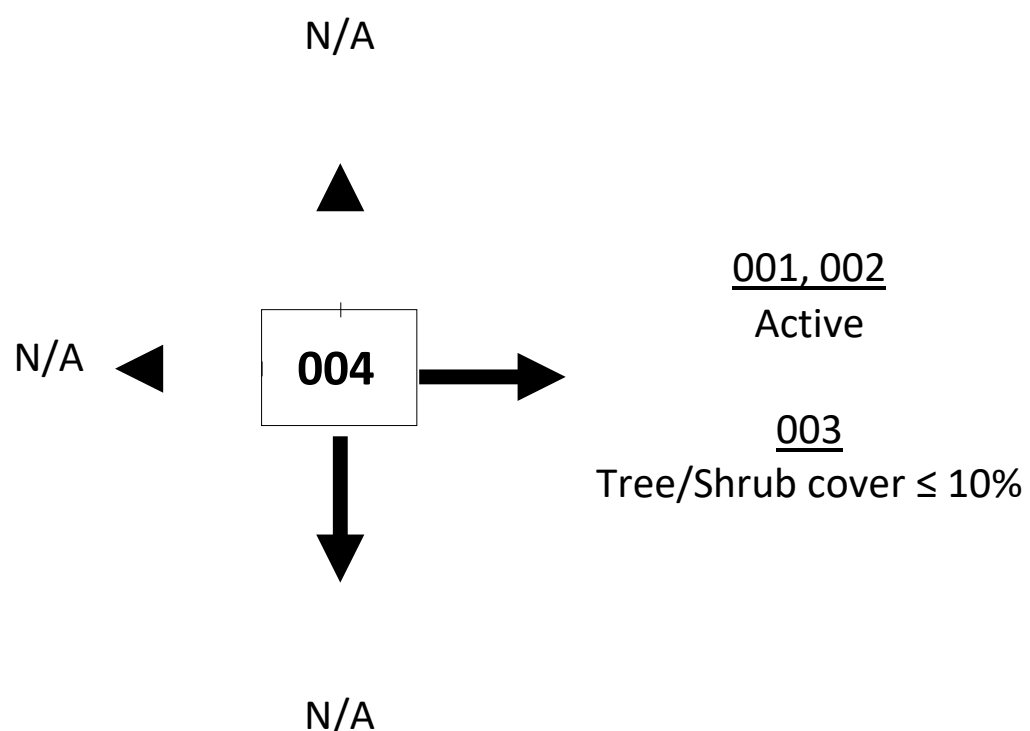 N/A
001, 002
Active
N/A
004
003
Tree/Shrub cover ≤ 10%
N/A